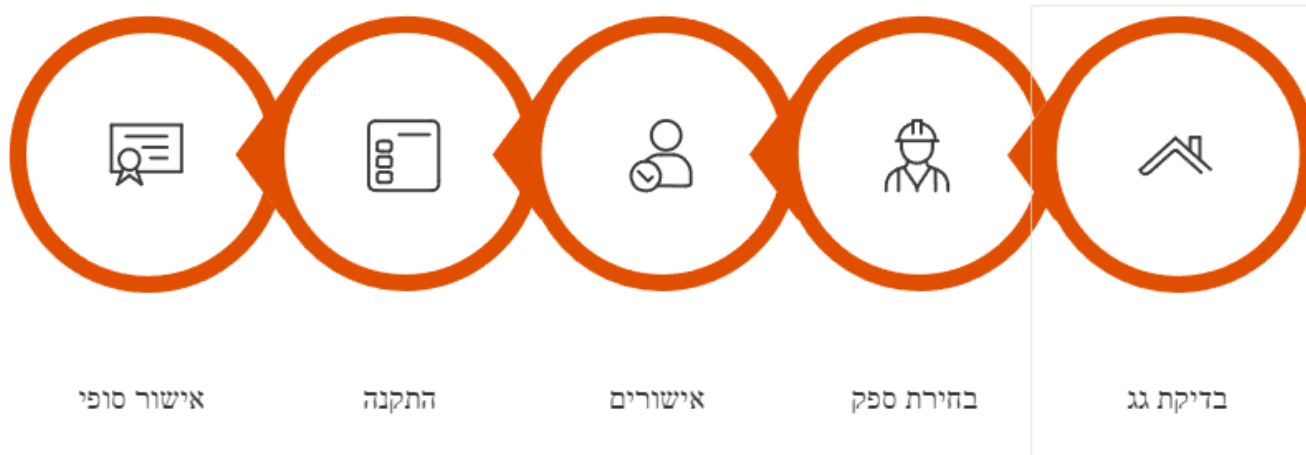 בדיקת גג
בחירת ספק
אישורים
התקנה
אישור סופי